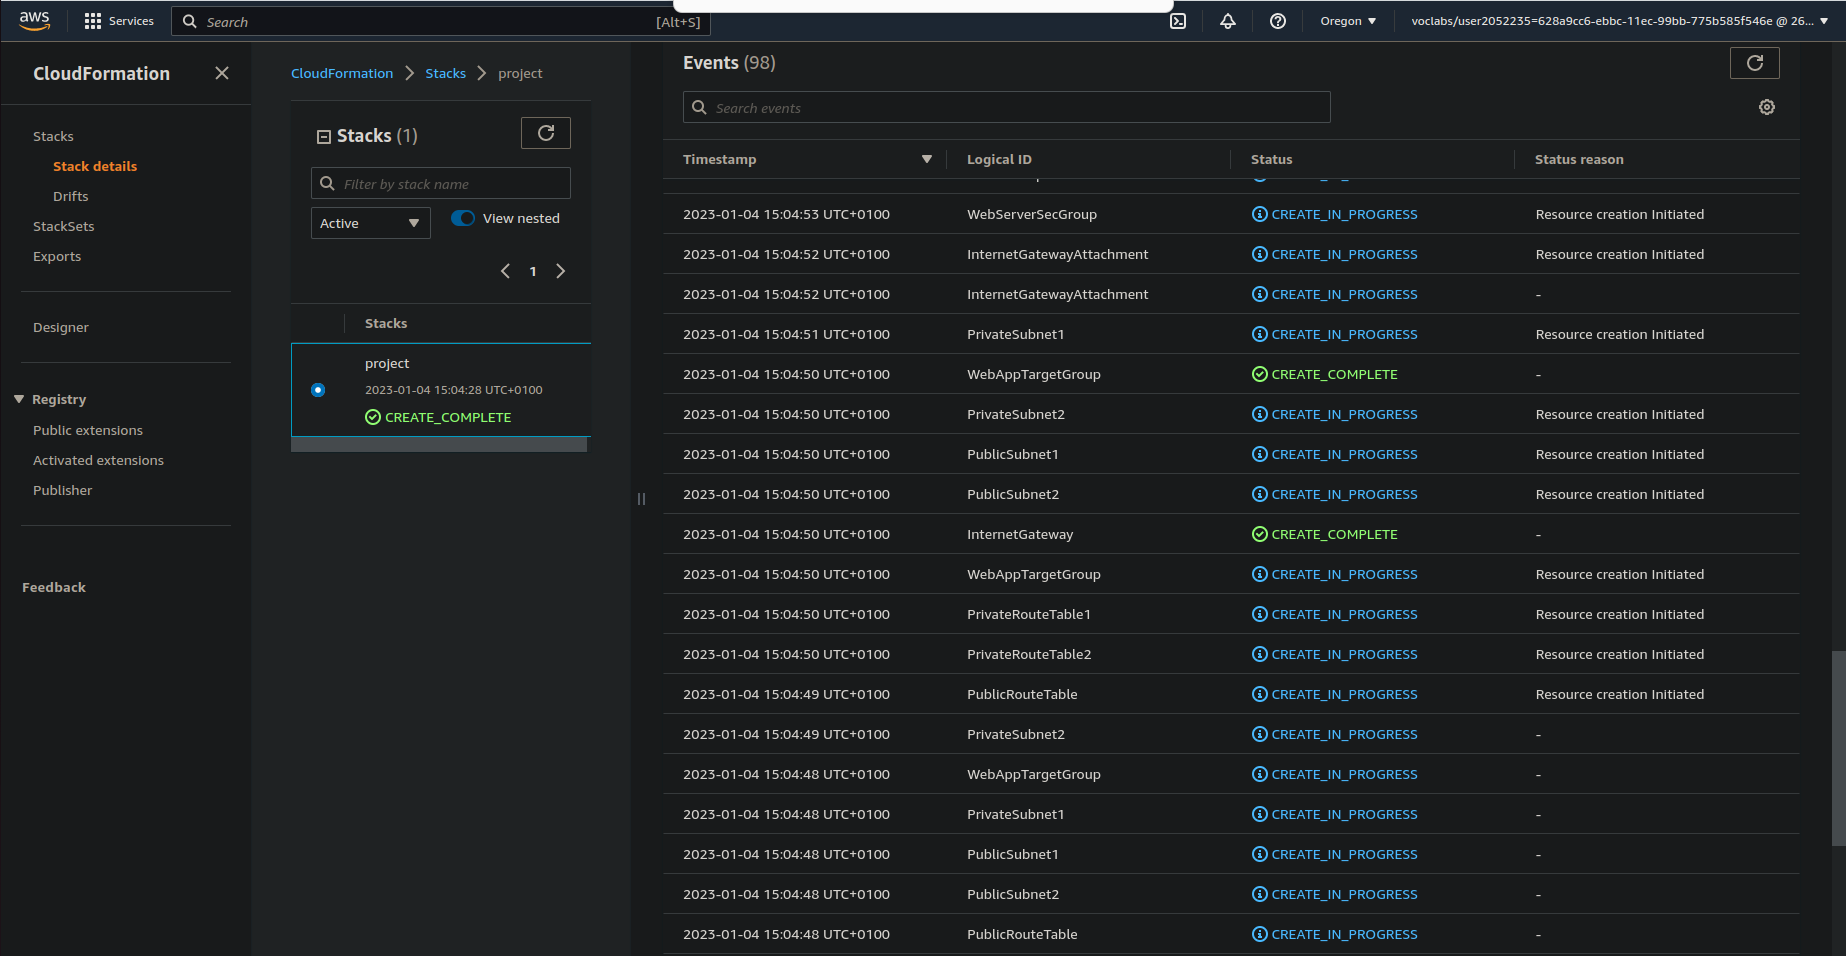 aws
Services
Search
[Alt+S]
Oregon
voclabs/user2052235=628a9cc6-ebbc-11ec-99bb-775b585f546e @ 26...
CloudFormation
Stacks
Stack details
Drifts
StackSets
Exports
Designer
Registry
Public extensions
Activated extensions
Publisher
Feedback
CloudFormation Stacks project
Stacks (1)
Filter by stack name
Active
View nested
1
Stacks
project
2023-01-04 15:04:28 UTC+0100
CREATE_COMPLETE
Events (98)
Search events
Timestamp Logical ID Status Status reason
2023-01-04 15:04:53 UTC+0100 WebServerSecGroup CREATE_IN_PROGRESS Resource creation Initiated
2023-01-04 15:04:52 UTC+0100 InternetGatewayAttachment CREATE_IN_PROGRESS Resource creation Initiated
2023-01-04 15:04:52 UTC+0100 InternetGatewayAttachment CREATE_IN_PROGRESS -
2023-01-04 15:04:51 UTC+0100 PrivateSubnet1 CREATE_IN_PROGRESS Resource creation Initiated
2023-01-04 15:04:50 UTC+0100 WebAppTargetGroup CREATE_COMPLETE -
2023-01-04 15:04:50 UTC+0100 PrivateSubnet2 CREATE_IN_PROGRESS Resource creation Initiated
2023-01-04 15:04:50 UTC+0100 PublicSubnet1 CREATE_IN_PROGRESS Resource creation Initiated
2023-01-04 15:04:50 UTC+0100 PublicSubnet2 CREATE_IN_PROGRESS Resource creation Initiated
2023-01-04 15:04:50 UTC+0100 InternetGateway CREATE_COMPLETE -
2023-01-04 15:04:50 UTC+0100 WebAppTargetGroup CREATE_IN_PROGRESS Resource creation Initiated
2023-01-04 15:04:50 UTC+0100 PrivateRouteTable1 CREATE_IN_PROGRESS Resource creation Initiated
2023-01-04 15:04:50 UTC+0100 PrivateRouteTable2 CREATE_IN_PROGRESS Resource creation Initiated
2023-01-04 15:04:49 UTC+0100 PublicRouteTable CREATE_IN_PROGRESS Resource creation Initiated
2023-01-04 15:04:49 UTC+0100 PrivateSubnet2 CREATE_IN_PROGRESS -
2023-01-04 15:04:48 UTC+0100 WebAppTargetGroup CREATE_IN_PROGRESS -
2023-01-04 15:04:48 UTC+0100 PrivateSubnet1 CREATE_IN_PROGRESS -
2023-01-04 15:04:48 UTC+0100 PublicSubnet1 CREATE_IN_PROGRESS -
2023-01-04 15:04:48 UTC+0100 PublicSubnet2 CREATE_IN_PROGRESS -
2023-01-04 15:04:48 UTC+0100 PublicRouteTable CREATE_IN_PROGRESS -